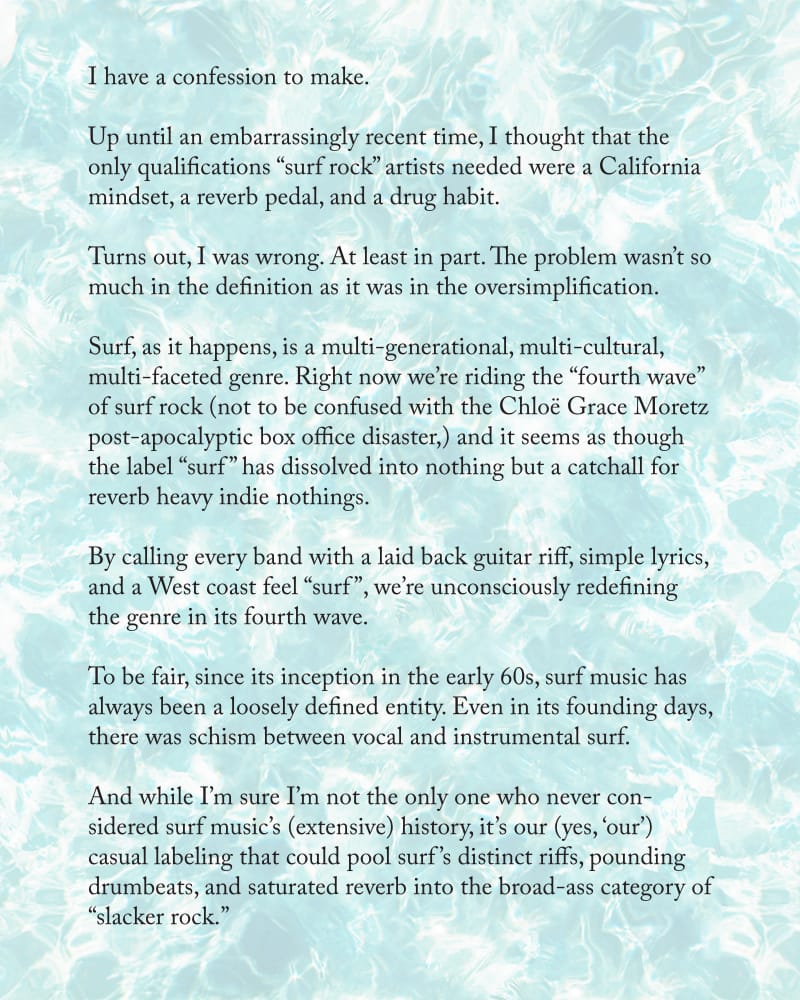 I have a confession to make.
Up until an embarrassingly recent time, I thought that the
only qualifications “surf rock” artists needed were a California
mindset, a reverb pedal, and a drug habit.
Turns out, I was wrong. At least in part. The problem wasn’t so
much in the definition as it was in the oversimplification.
Surf, as it happens, is a multi-generational, multi-cultural,
multi-faceted genre. Right now we’re riding the “fourth wave”
of surf rock (not to be confused with the Chloë Grace Moretz
post-apocalyptic box office disaster,) and it seems as though
the label “surf” has dissolved into nothing but a catchall for
reverb heavy indie nothings.
By calling every band with a laid back guitar riff, simple lyrics,
and a West coast feel “surf”, we’re unconsciously redefining
the genre in its fourth wave.
To be fair, since its inception in the early 60s, surf music has
always been a loosely defined entity. Even in its founding days,
there was schism between vocal and instrumental surf.
And while I’m sure I’m not the only one who never con-
sidered surf music’s (extensive) history, it’s our (yes, ‘our’)
casual labeling that could pool surf’s distinct riffs, pounding
drumbeats, and saturated reverb into the broad-ass category of
“slacker rock.”